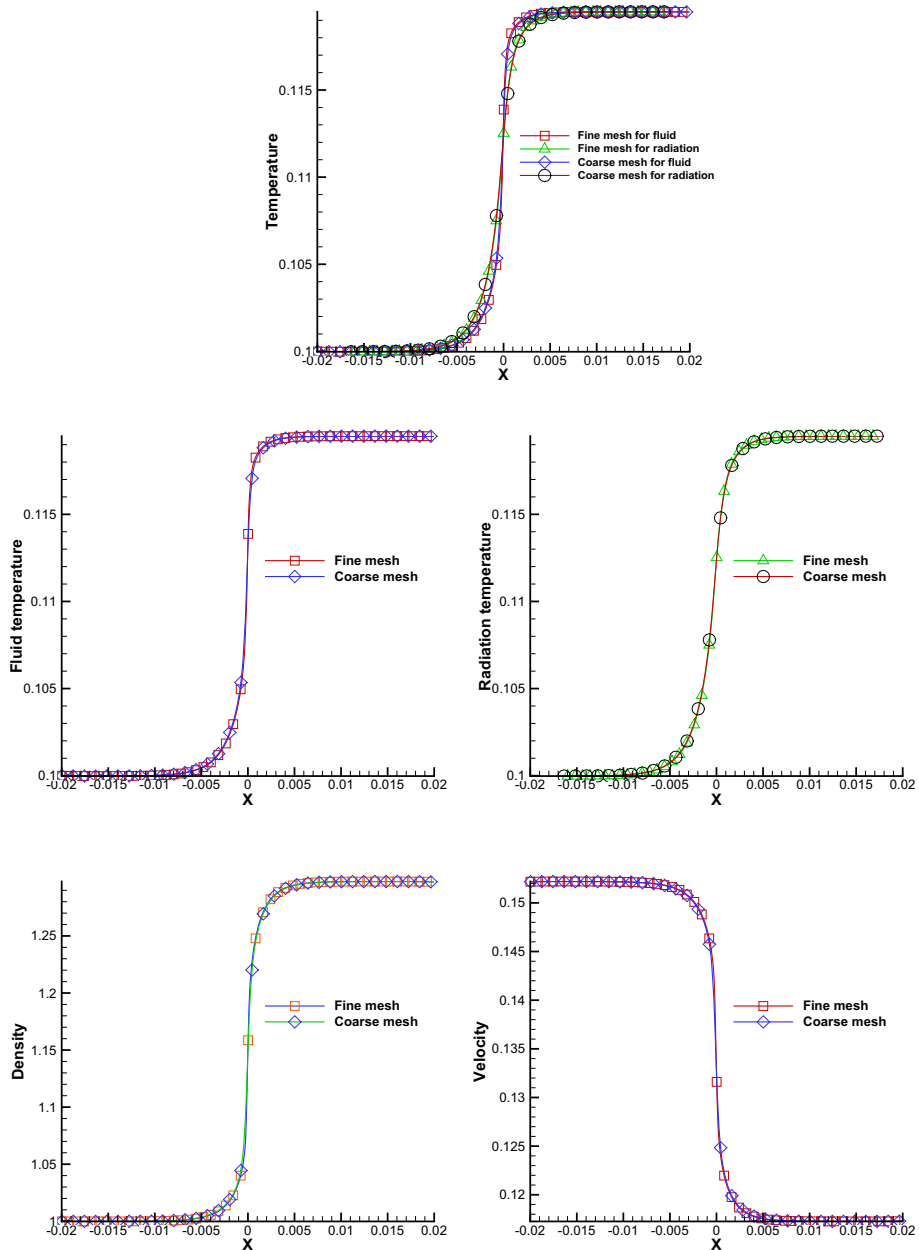 Temperature
0.115
0.11
0.105
0.1
Fine mesh for fluid
Fine mesh for radiation
Coarse mesh for fluid
Coarse mesh for radiation
-0.02 -0.015 -0.01 -0.005 0 0.005 0.01 0.015 0.02
X
Fluid temperature
0.115
0.11
0.105
0.1
Fine mesh
Coarse mesh
-0.02 -0.015 -0.01 -0.005 0 0.005 0.01 0.015 0.02
X
Radiation temperature
0.115
0.11
0.105
0.1
Fine mesh
Coarse mesh
-0.02 -0.015 -0.01 -0.005 0 0.005 0.01 0.015 0.02
X
Density
1.25
1.2
1.15
1.1
1.05
1
Fine mesh
Coarse mesh
-0.02 -0.015 -0.01 -0.005 0 0.005 0.01 0.015 0.02
X
Velocity
0.15
0.145
0.14
0.135
0.13
0.125
0.12
Fine mesh
Coarse mesh
-0.02 -0.015 -0.01 -0.005 0 0.005 0.01 0.015 0.02
X